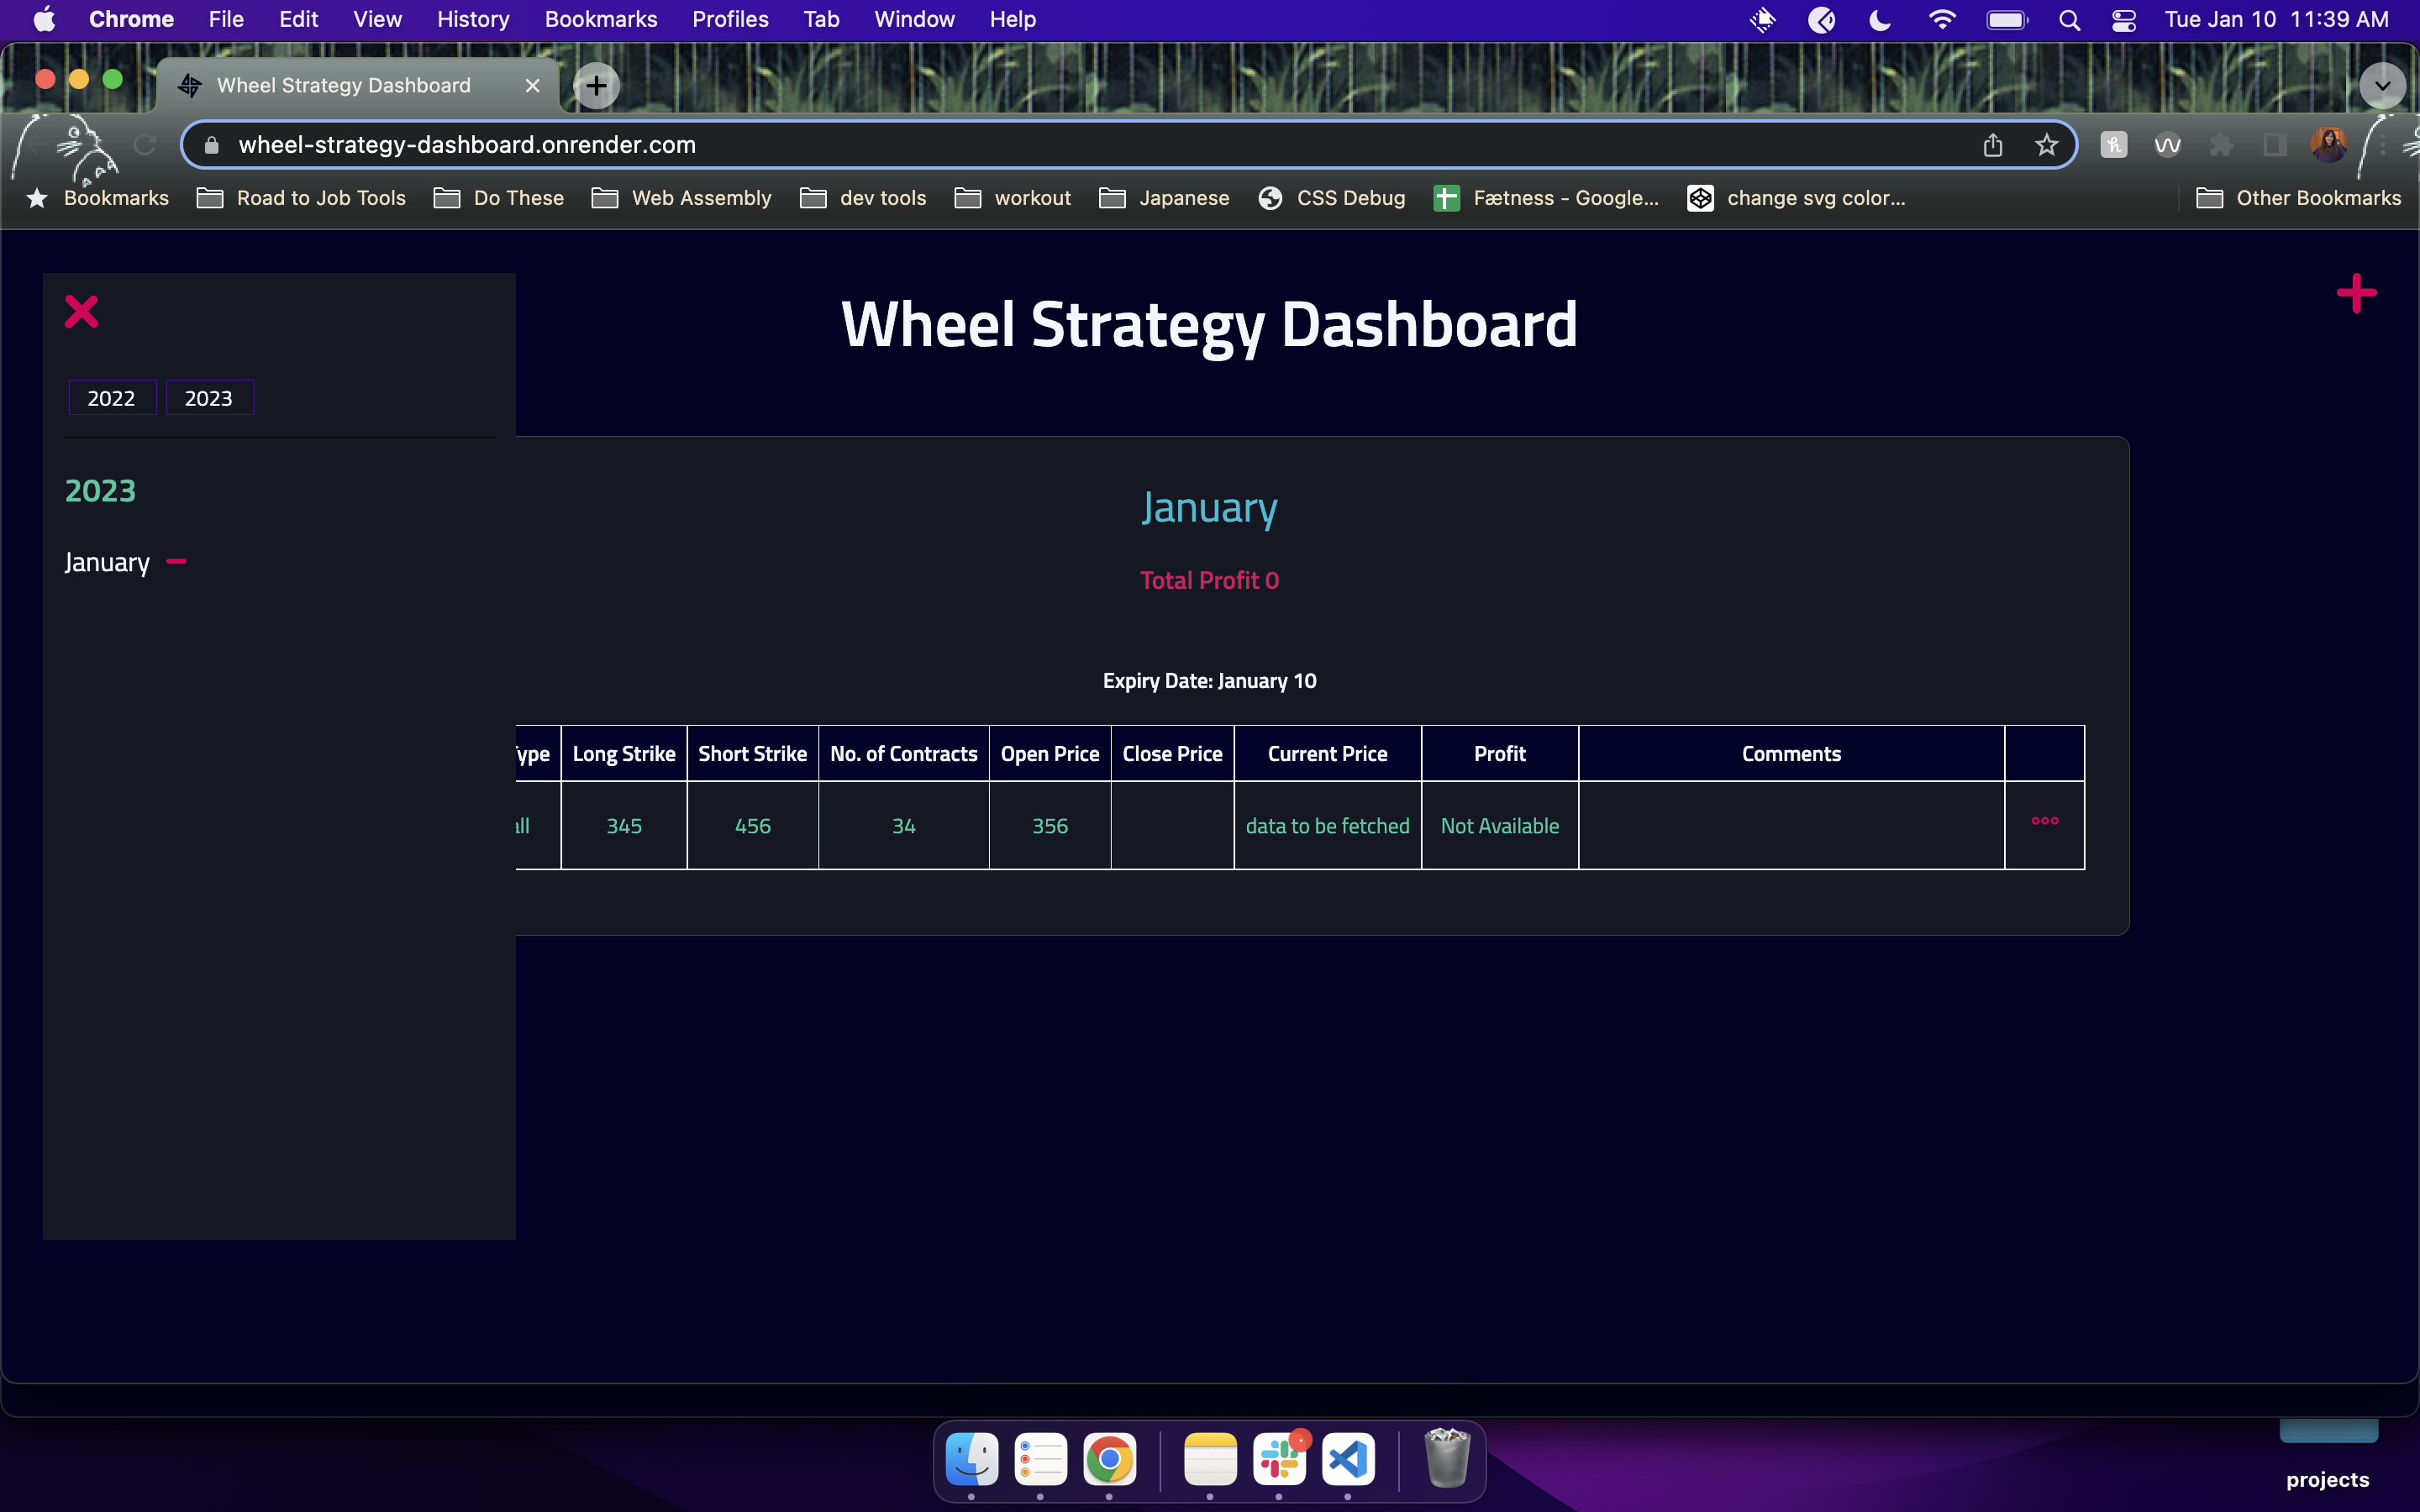 Chrome File Edit View History Bookmarks Profiles Tab Window Help Tue Jan 10 11:39 AM
Wheel Strategy Dashboard
wheel-strategy-dashboard.onrender.com
Bookmarks Road to Job Tools Do These Web Assembly dev tools workout Japanese CSS Debug Fætness - Google... change svg color... Other Bookmarks
Wheel Strategy Dashboard
2022 2023
2023
January
January
Total Profit 0
Expiry Date: January 10
ype Long Strike Short Strike No. of Contracts Open Price Close Price Current Price Profit Comments
all 345 456 34 356 data to be fetched Not Available
projects